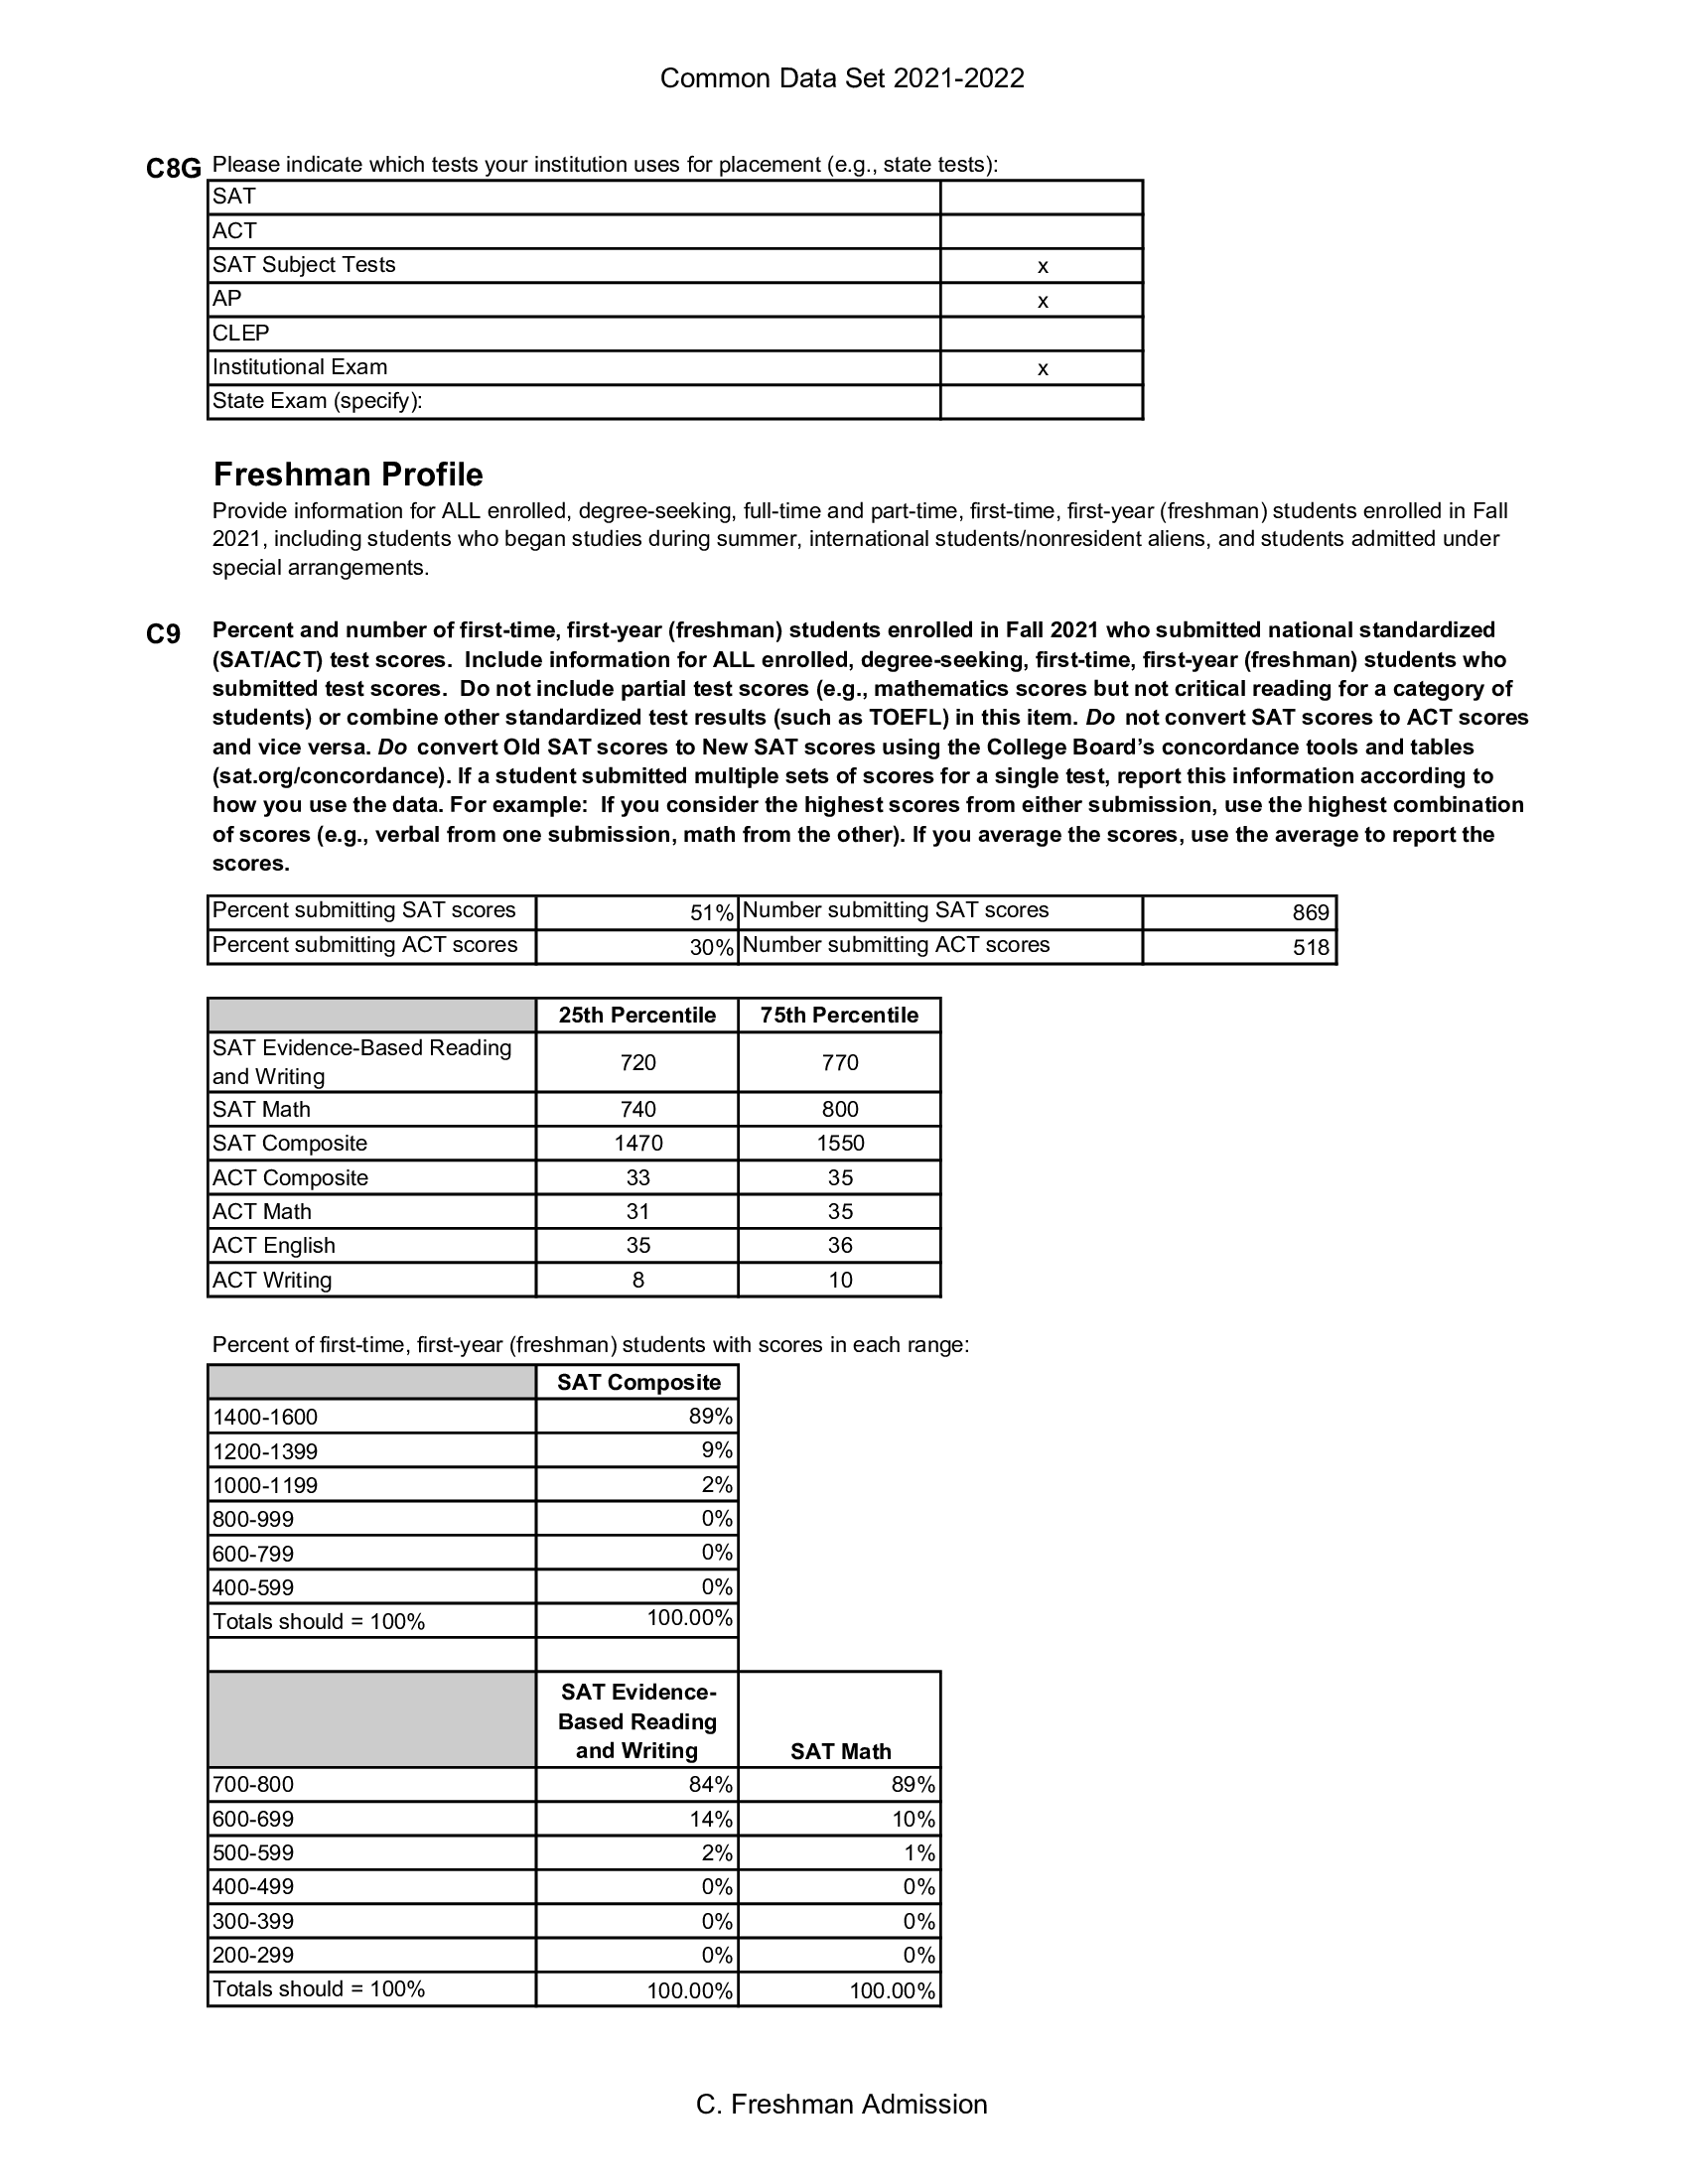 Common Data Set 2021-2022
C8G Please indicate which tests your institution uses for placement (e.g., state tests):
SAT
ACT
SAT Subject Tests x
AP x
CLEP
Institutional Exam x
State Exam (specify):
Freshman Profile
Provide information for ALL enrolled, degree-seeking, full-time and part-time, first-time, first-year (freshman) students enrolled in Fall
2021, including students who began studies during summer, international students/nonresident aliens, and students admitted under
special arrangements.
C9 Percent and number of first-time, first-year (freshman) students enrolled in Fall 2021 who submitted national standardized
(SAT/ACT) test scores.  Include information for ALL enrolled, degree-seeking, first-time, first-year (freshman) students who
submitted test scores.  Do not include partial test scores (e.g., mathematics scores but not critical reading for a category of
students) or combine other standardized test results (such as TOEFL) in this item. Do not convert SAT scores to ACT scores
and vice versa. Do convert Old SAT scores to New SAT scores using the College Board’s concordance tools and tables
(sat.org/concordance). If a student submitted multiple sets of scores for a single test, report this information according to
how you use the data. For example:  If you consider the highest scores from either submission, use the highest combination
of scores (e.g., verbal from one submission, math from the other). If you average the scores, use the average to report the
scores.
Percent submitting SAT scores 51% Number submitting SAT scores 869
Percent submitting ACT scores 30% Number submitting ACT scores 518
25th Percentile 75th Percentile
SAT Evidence-Based Reading
and Writing 720 770
SAT Math 740 800
SAT Composite 1470 1550
ACT Composite 33 35
ACT Math 31 35
ACT English 35 36
ACT Writing 8 10
Percent of first-time, first-year (freshman) students with scores in each range:
SAT Composite
1400-1600 89%
1200-1399 9%
1000-1199 2%
800-999 0%
600-799 0%
400-599 0%
Totals should = 100% 100.00%
SAT Evidence-
Based Reading
and Writing SAT Math
700-800 84% 89%
600-699 14% 10%
500-599 2% 1%
400-499 0% 0%
300-399 0% 0%
200-299 0% 0%
Totals should = 100% 100.00% 100.00%
C. Freshman Admission